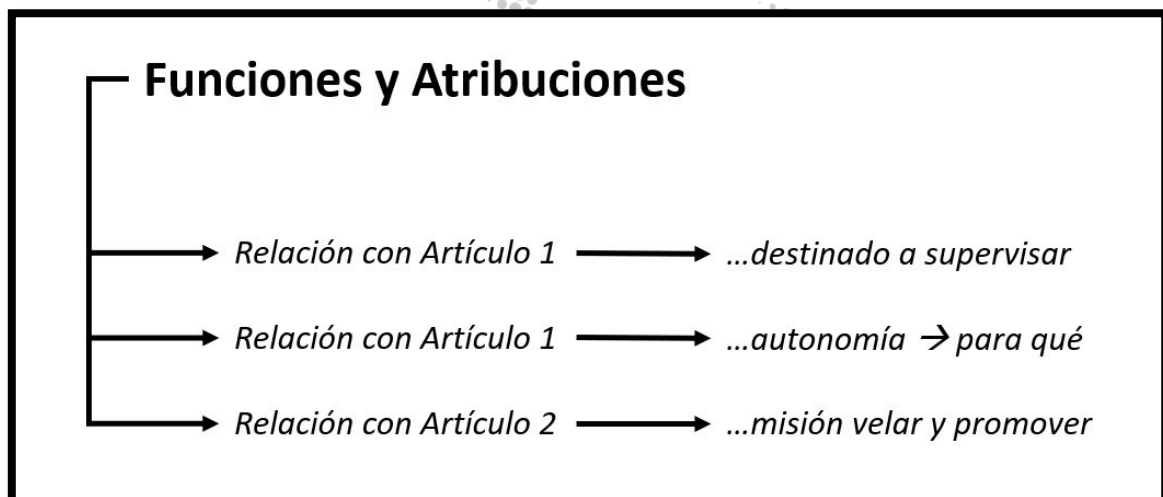 Funciones y Atribuciones
Relación con Artículo 1 → ...destinado a supervisar
Relación con Artículo 1 → ...autonomía → para qué
Relación con Artículo 2 → ...misión velar y promover